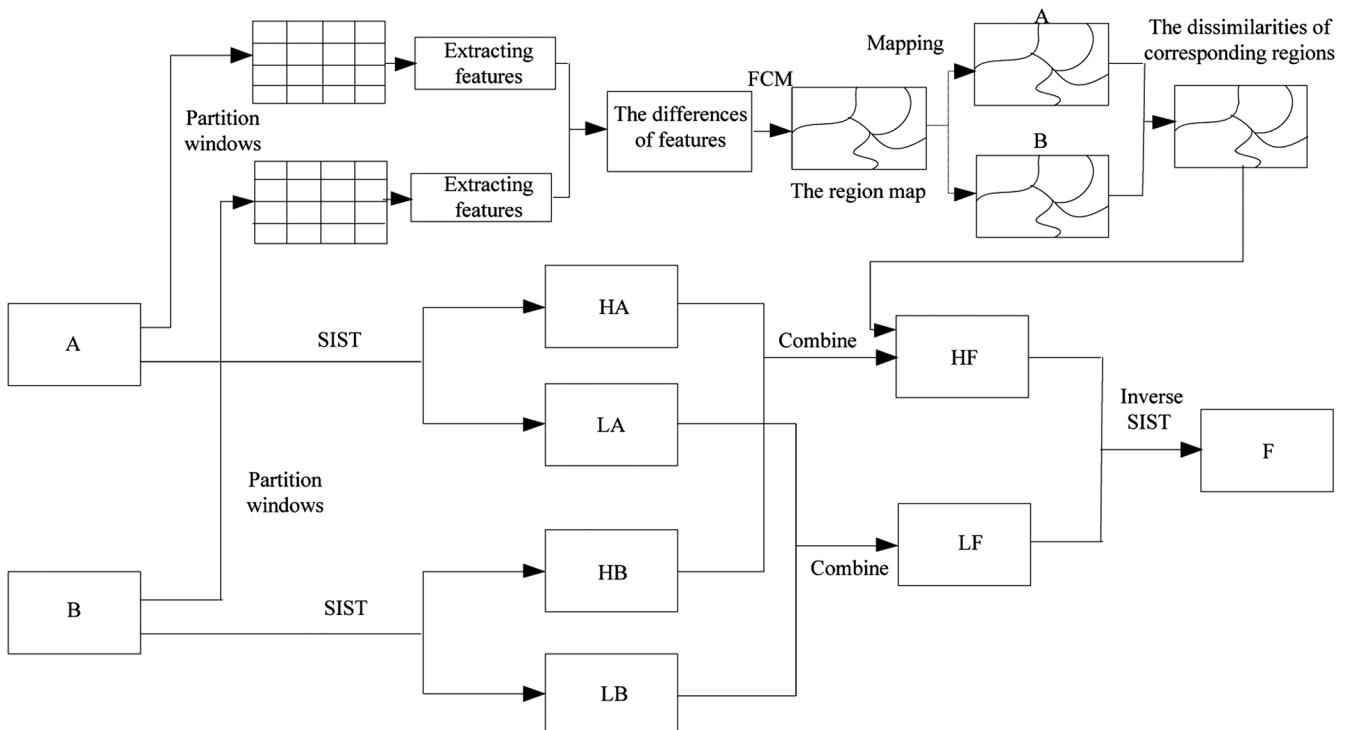 A
The dissimilarities of
corresponding regions
Mapping
Extracting
features
FCM
Partition
windows
The differences
of features
B
Extracting
features
The region map
HA
A
SIST
Combine
HF
LA
Inverse
SIST
F
Partition
windows
LF
Combine
HB
B
SIST
LB